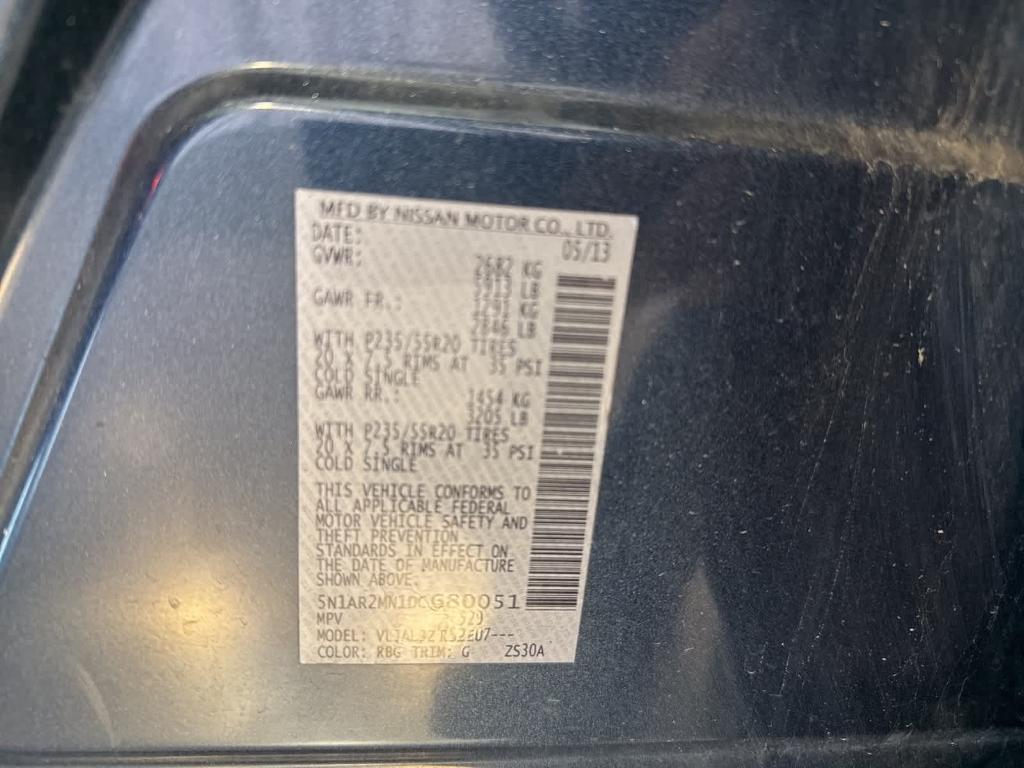 MFD BY NISSAN MOTOR CO., LTD.
DATE: 05/13
GVWR: 2682 KG
5913 LB
GAWR FR.: 1291 KG
2846 LB
WITH P235/55R20 TIRES
20 X 7.5 RIMS AT 35 PSI
COLD SINGLE
GAWR RR.: 1454 KG
3205 LB
WITH P235/55R20 TIRES
20 X 7.5 RIMS AT 35 PSI
COLD SINGLE
THIS VEHICLE CONFORMS TO
ALL APPLICABLE FEDERAL
MOTOR VEHICLE SAFETY AND
THEFT PREVENTION
STANDARDS IN EFFECT ON
THE DATE OF MANUFACTURE
SHOWN ABOVE.
5N1AR2MN1DC680051
MPV
MODEL:
COLOR: RBG TRIM: G ZS30A